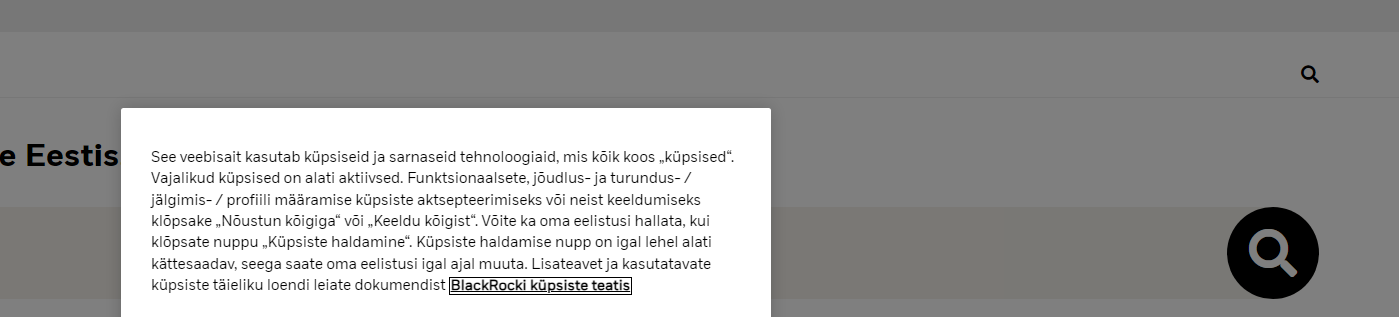 e Eestis
See veebisait kasutab küpsiseid ja sarnaseid tehnoloogiaid, mis kõik koos „küpsised“.
Vajalikud küpsised on alati aktiivsed. Funktsionaalsete, jõudlus- ja turundus- /
jälgimis- / profiili määramise küpsiste aktsepteerimiseks või neist keeldumiseks
klõpsake „Nõustun kõigiga“ või „Keeldu kõigist“. Võite ka oma eelistusi hallata, kui
klõpsate nuppu „Küpsiste haldamine“. Küpsiste haldamise nupp on igal lehel alati
kättesaadav, seega saate oma eelistusi igal ajal muuta. Lisateavet ja kasutatavate
küpsiste täieliku loendi leiate dokumendist BlackRocki küpsiste teatis